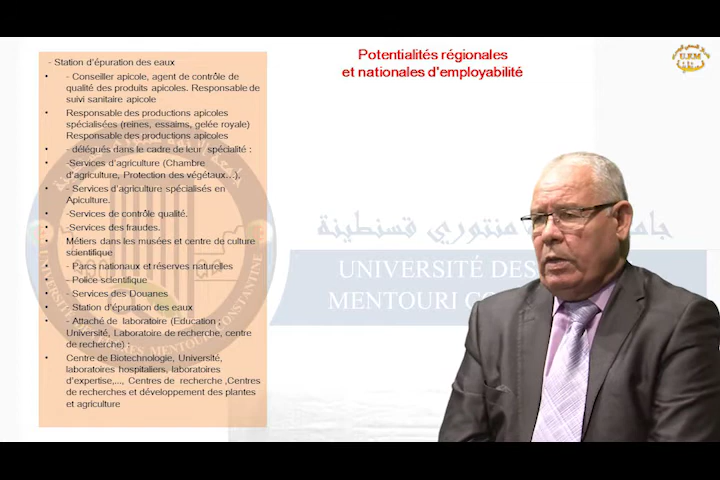 Potentialités régionales
et nationales d'employabilité
U.F.M
- Station d'épuration des eaux
• - Conseiller apicole, agent de contrôle de
qualité des produits apicoles. Responsable de
suivi sanitaire apicole
• Responsable des productions apicoles
spécialisées (reines, essaims, gelée royale)
Responsable des productions apicoles
• - délégués dans le cadre de leur spécialité :
• -Services d'agriculture (Chambre
d'agriculture, Protection des végétaux…),
• - Services d'agriculture spécialisés en
Apiculture.
• -Services de contrôle qualité.
• -Services des fraudes.
• Métiers dans les musées et centre de culture
scientifique
• - Parcs nationaux et réserves naturelles
• - Police scientifique
• - Services des Douanes
• - Station d'épuration des eaux
• - Attaché de laboratoire (Education ;
Université, Laboratoire de recherche, centre
de recherche) ;
• Centre de Biotechnologie, Université,
laboratoires hospitaliers, laboratoires
d'expertise,..., Centres de recherche ,Centres
de recherches et développement des plantes
et agriculture
منتوري قسنطينة
UNIVERSITÉ DES
MENTOURI
MENTOURI CONSTANTINE